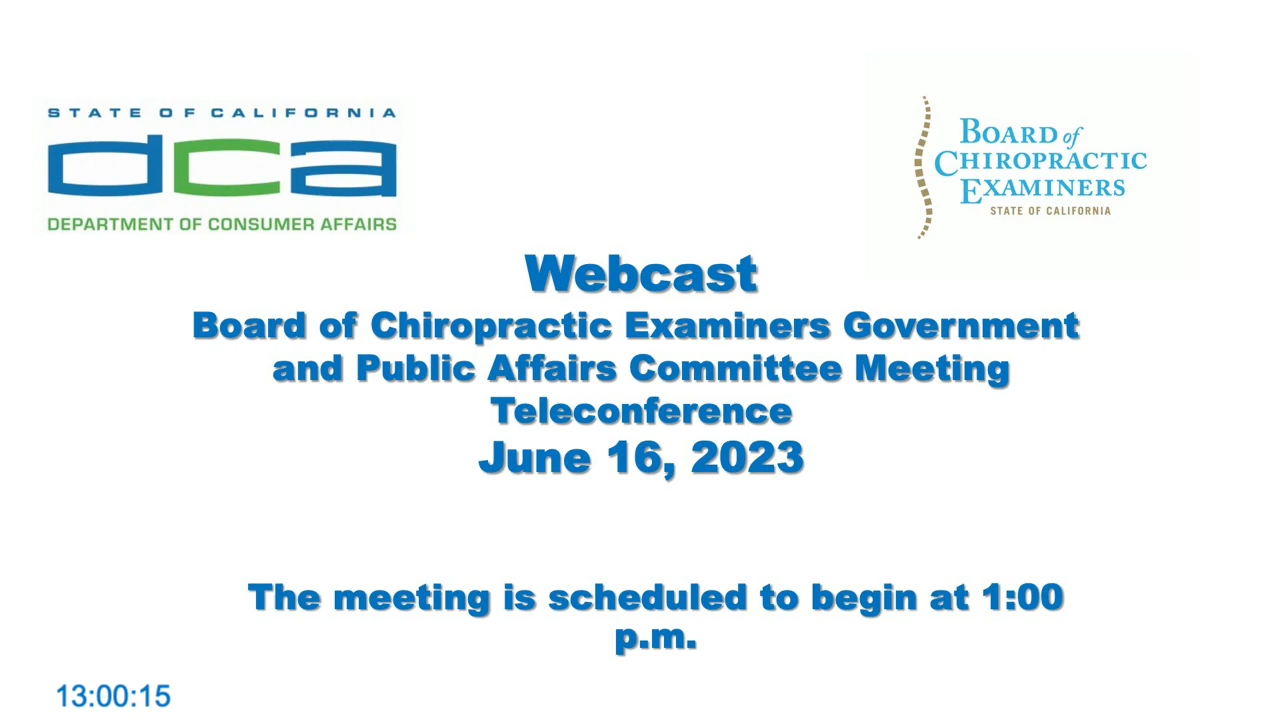 STATE OF CALIFORNIA
dca
DEPARTMENT OF CONSUMER AFFAIRS
BOARD of
CHIROPRACTIC
EXAMINERS
STATE OF CALIFORNIA
Webcast
Board of Chiropractic Examiners Government
and Public Affairs Committee Meeting
Teleconference
June 16, 2023
The meeting is scheduled to begin at 1:00
p.m.
13:00:15